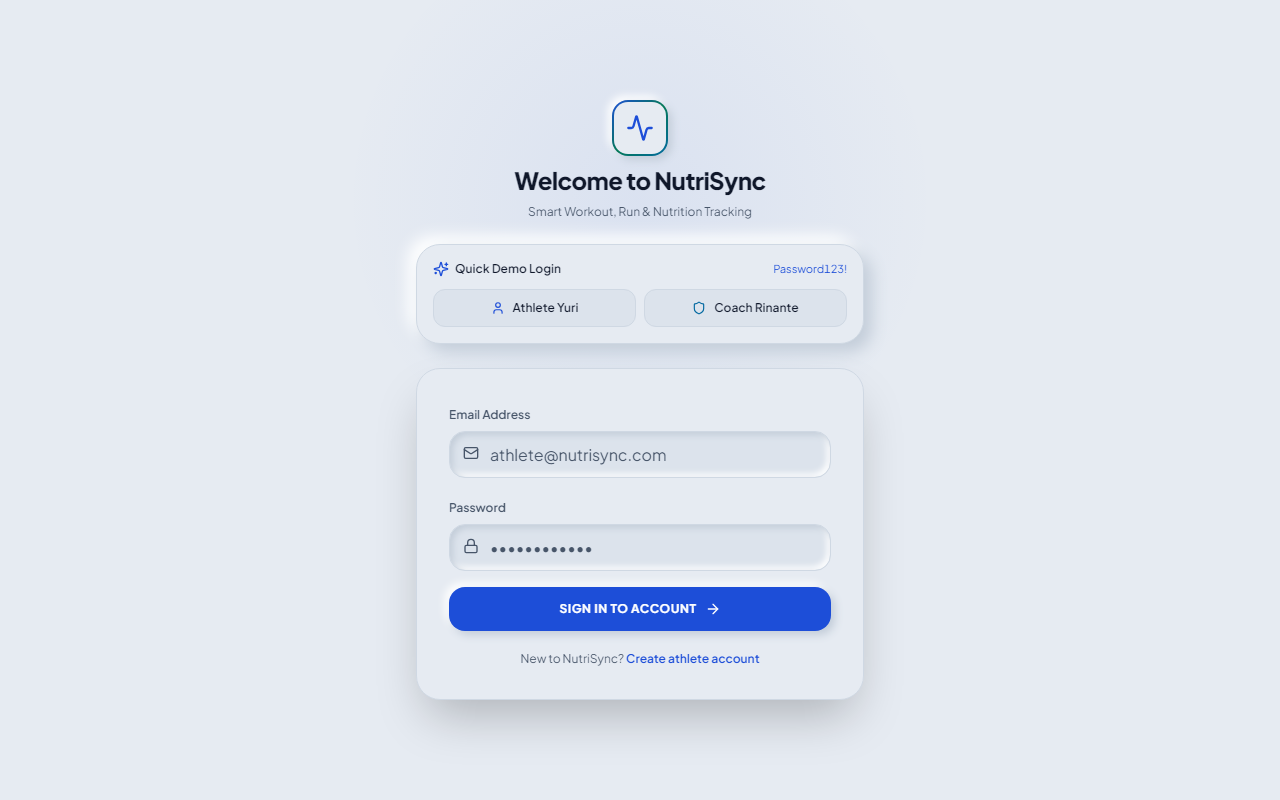 Welcome to NutriSync
Smart Workout, Run & Nutrition Tracking
Quick Demo Login
Password123!
Athlete Yuri
Coach Rinante
Email Address
athlete@nutrisync.com
Password
••••••••••••
SIGN IN TO ACCOUNT →
New to NutriSync? Create athlete account